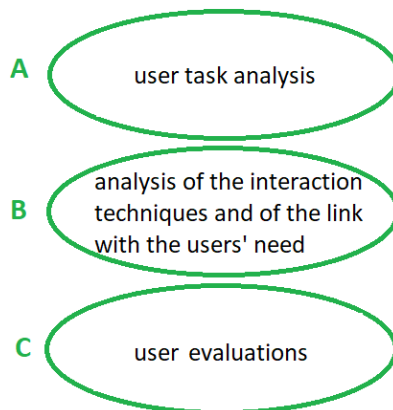 A
user task analysis
B
analysis of the interaction
techniques and of the link
with the users' need
C
user evaluations